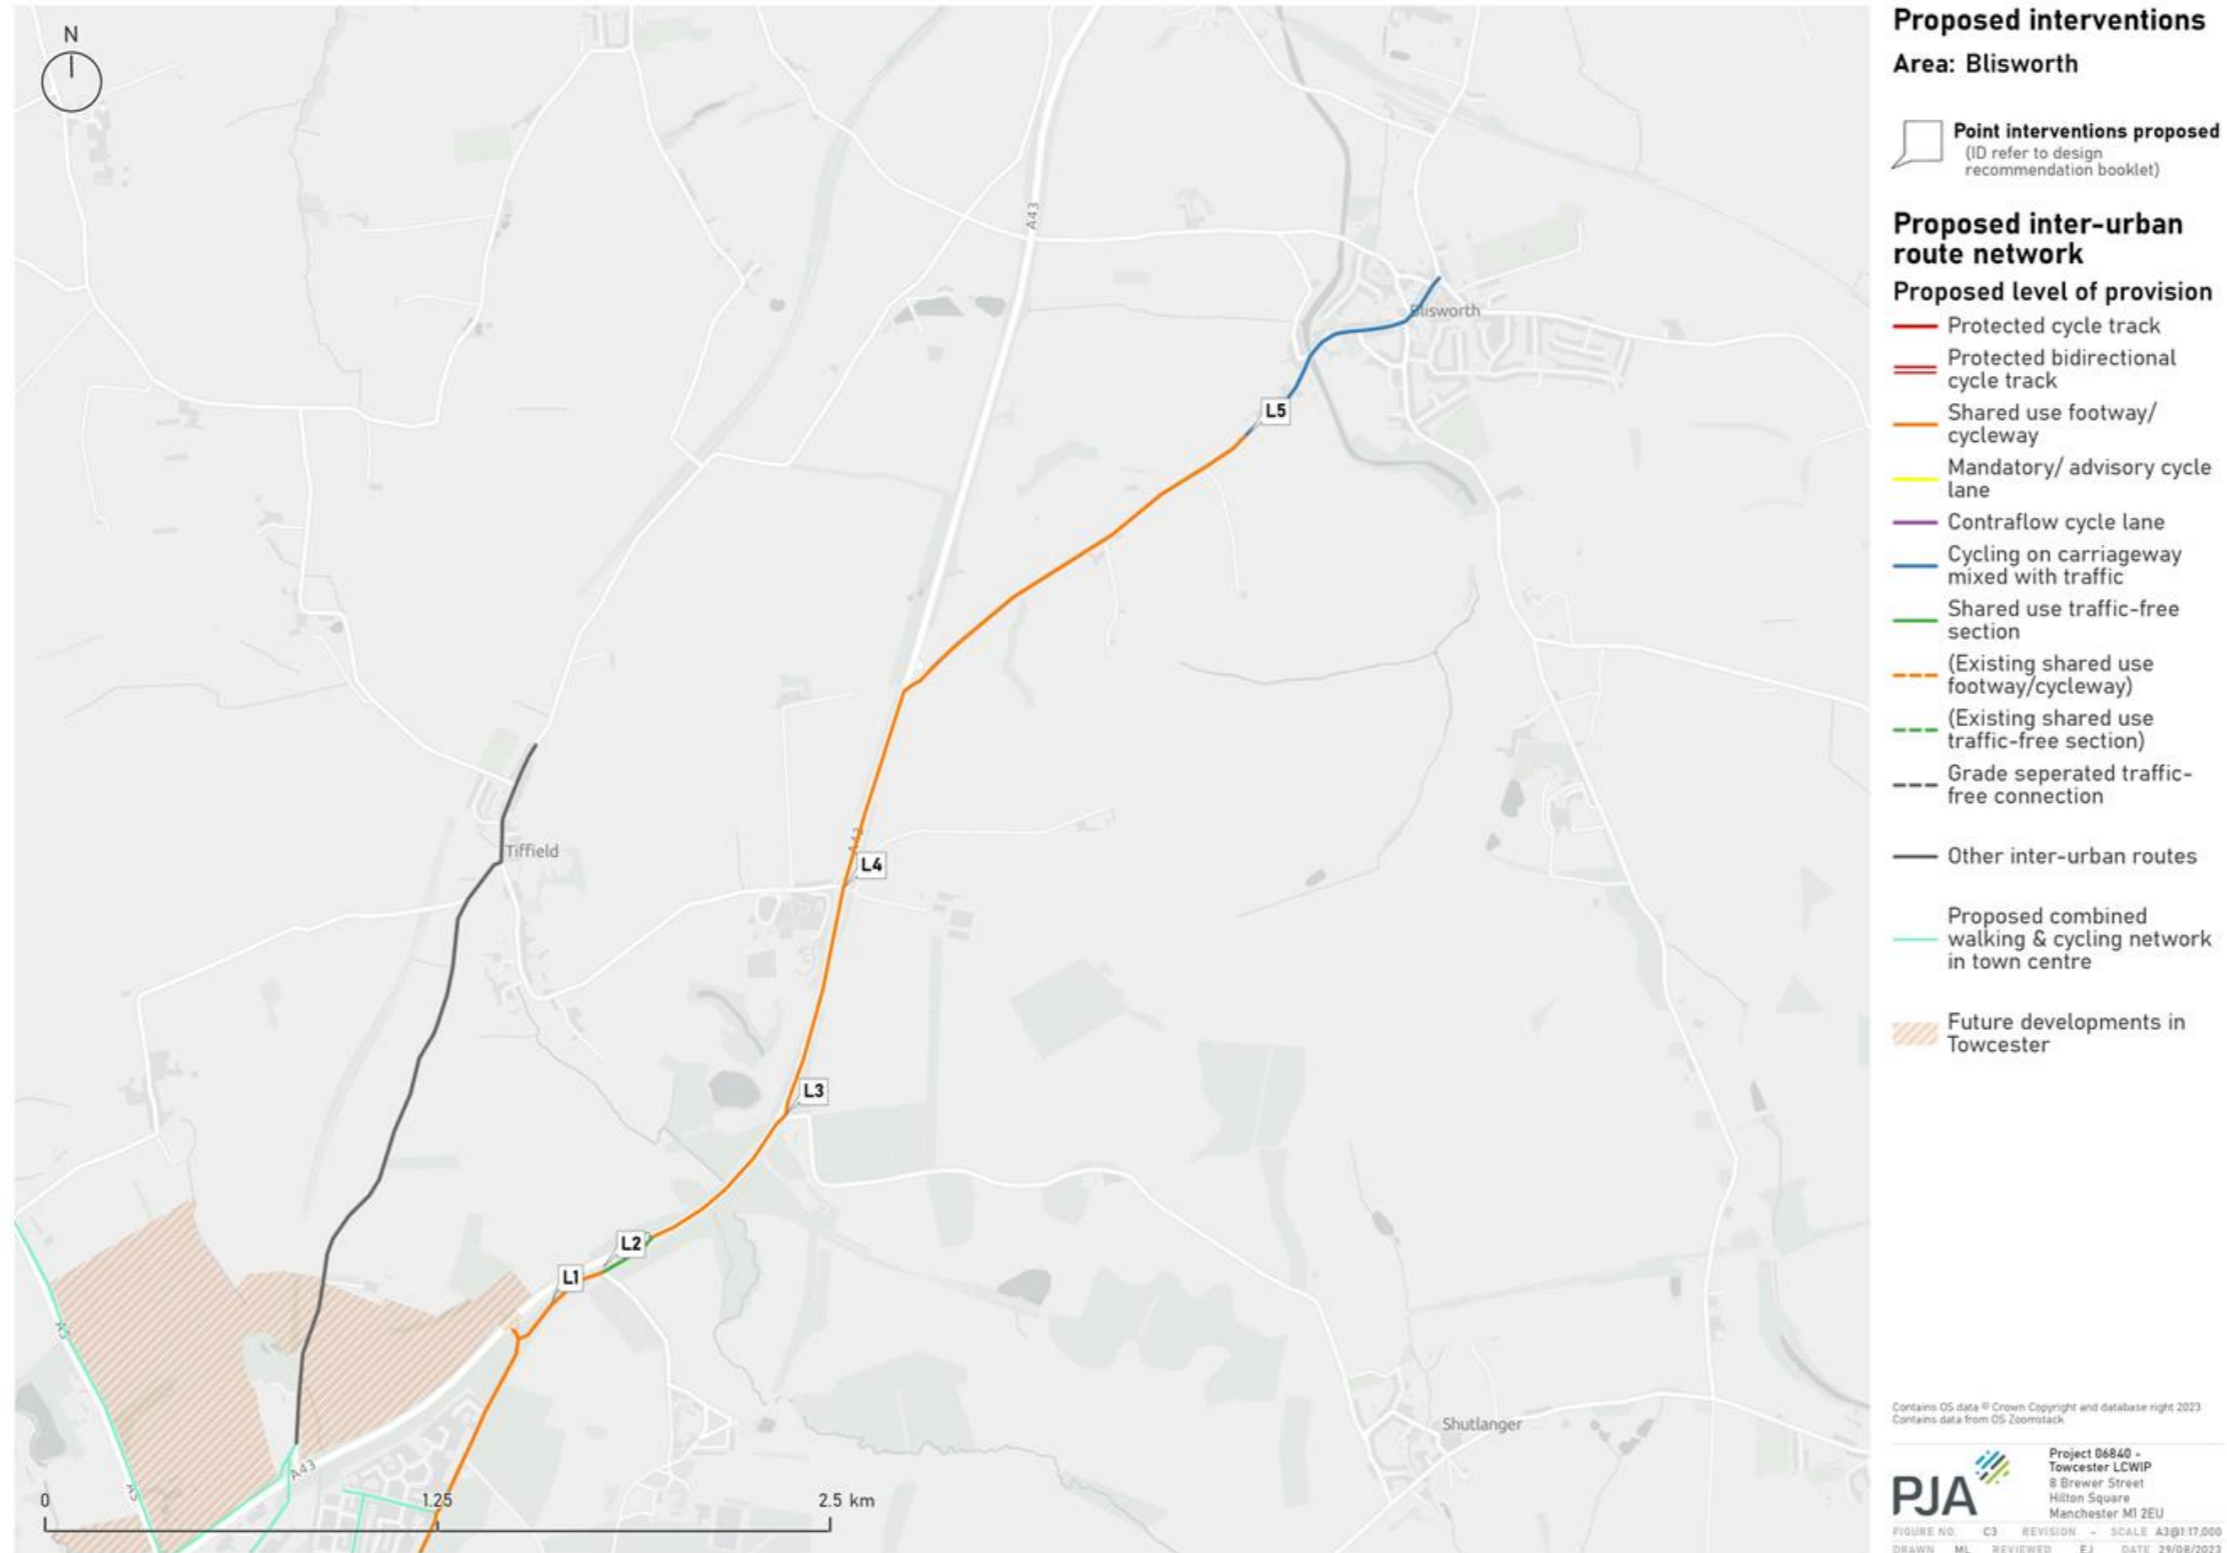 N
A43
Blisworth
L5
Tiffield
A43
L4
L3
L2
L1
A5
Shutlanger
A43
A5
0
1.25
2.5 km
Proposed interventions
Area: Blisworth
Point interventions proposed
(ID refer to design
recommendation booklet)
Proposed inter-urban
route network
Proposed level of provision
Protected cycle track
Protected bidirectional
cycle track
Shared use footway/
cycleway
Mandatory/ advisory cycle
lane
Contraflow cycle lane
Cycling on carriageway
mixed with traffic
Shared use traffic-free
section
(Existing shared use
footway/cycleway)
(Existing shared use
traffic-free section)
Grade seperated traffic-
free connection
Other inter-urban routes
Proposed combined
walking & cycling network
in town centre
Future developments in
Towcester
Contains OS data © Crown Copyright and database right 2023
Contains data from OS Zoomstack
PJA
Project 06840 -
Towcester LCWIP
8 Brewer Street
Hilton Square
Manchester M1 2EU
FIGURE NO. C3 REVISION - SCALE A3@1:17,000
DRAWN ML REVIEWED EJ DATE 29/08/2023